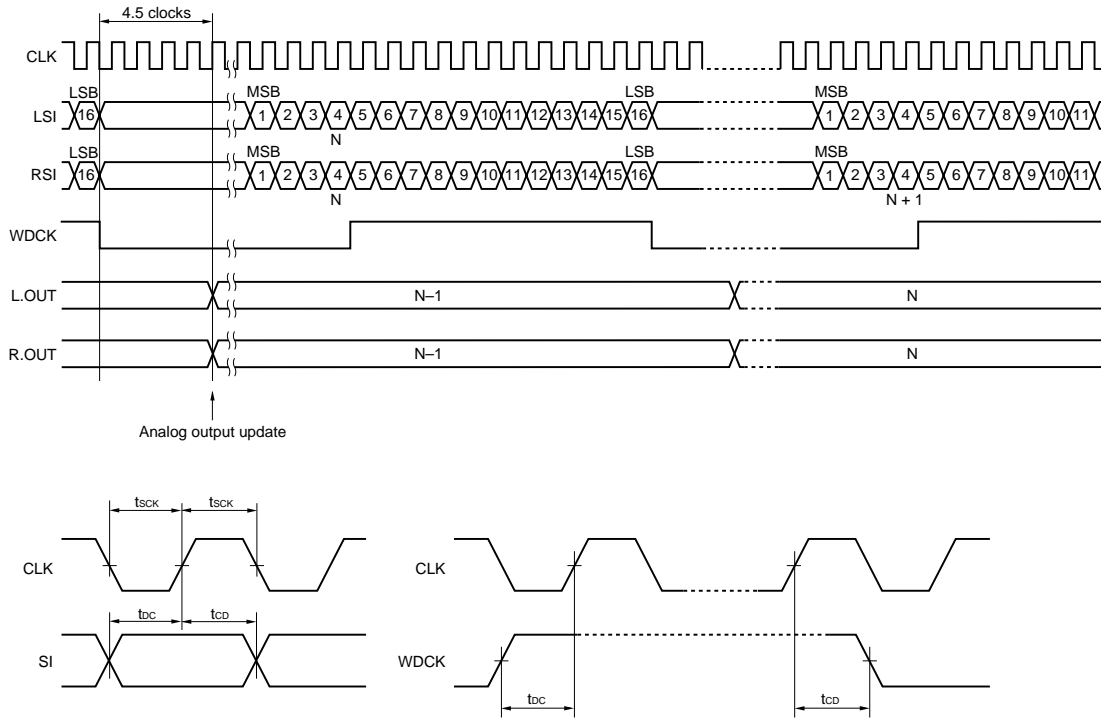 4.5 clocks
CLK
LSB MSB LSB MSB
LSI 16 1 2 3 4 5 6 7 8 9 10 11 12 13 14 15 16 1 2 3 4 5 6 7 8 9 10 11
N
LSB MSB LSB MSB
RSI 16 1 2 3 4 5 6 7 8 9 10 11 12 13 14 15 16 1 2 3 4 5 6 7 8 9 10 11
N N + 1
WDCK
L.OUT N–1 N
R.OUT N–1 N
Analog output update
tSCK tSCK
CLK
tDC tCD
SI
CLK
WDCK
tDC tCD